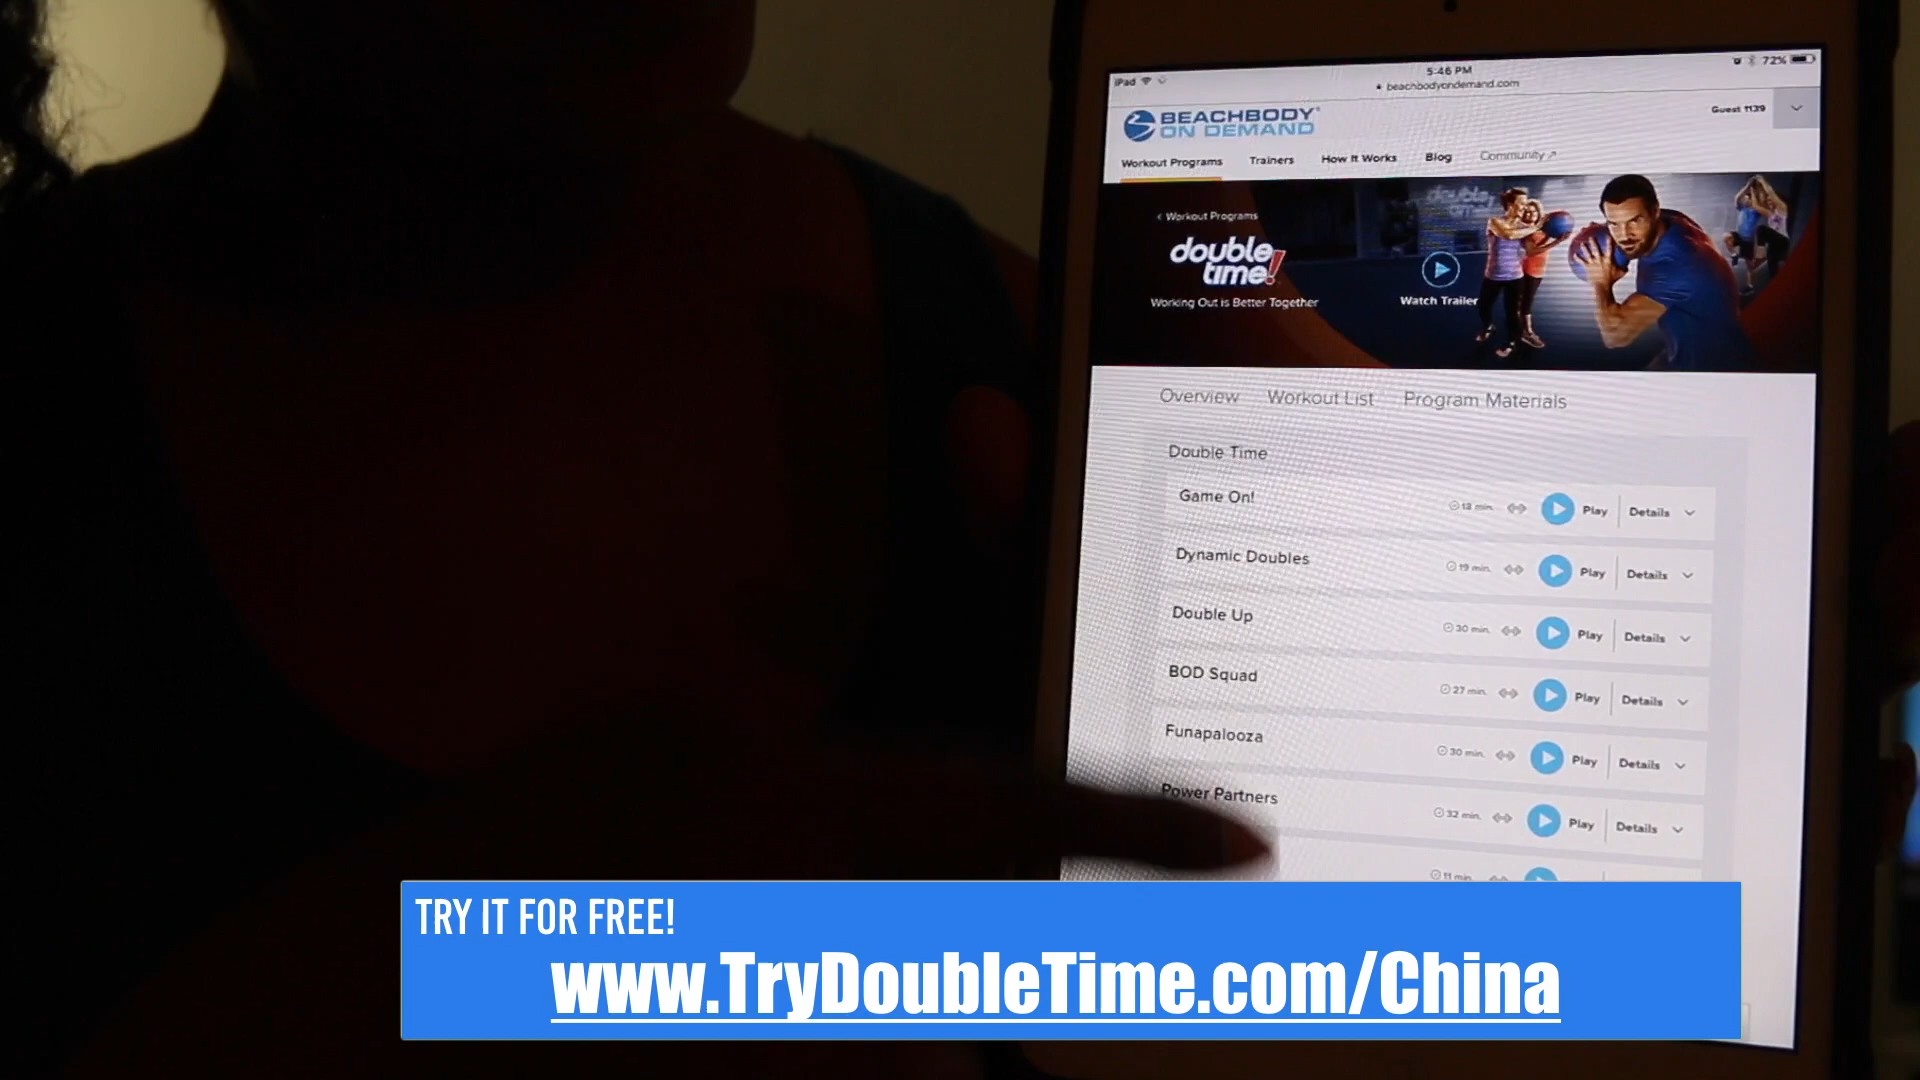 iPad
5:46 PM
72%
beachbodyondemand.com
BEACHBODY
ON DEMAND
Guest 1139
Workout Programs Trainers How It Works Blog Community
< Workout Programs
double
time!
Working Out is Better Together
Watch Trailer
Overview Workout List Program Materials
Double Time
Game On! 13 min. Play Details
Dynamic Doubles 19 min. Play Details
Double Up 30 min. Play Details
BOD Squad 27 min. Play Details
Funapalooza 30 min. Play Details
Power Partners 32 min. Play Details
11 min.
TRY IT FOR FREE!
www.TryDoubleTime.com/China